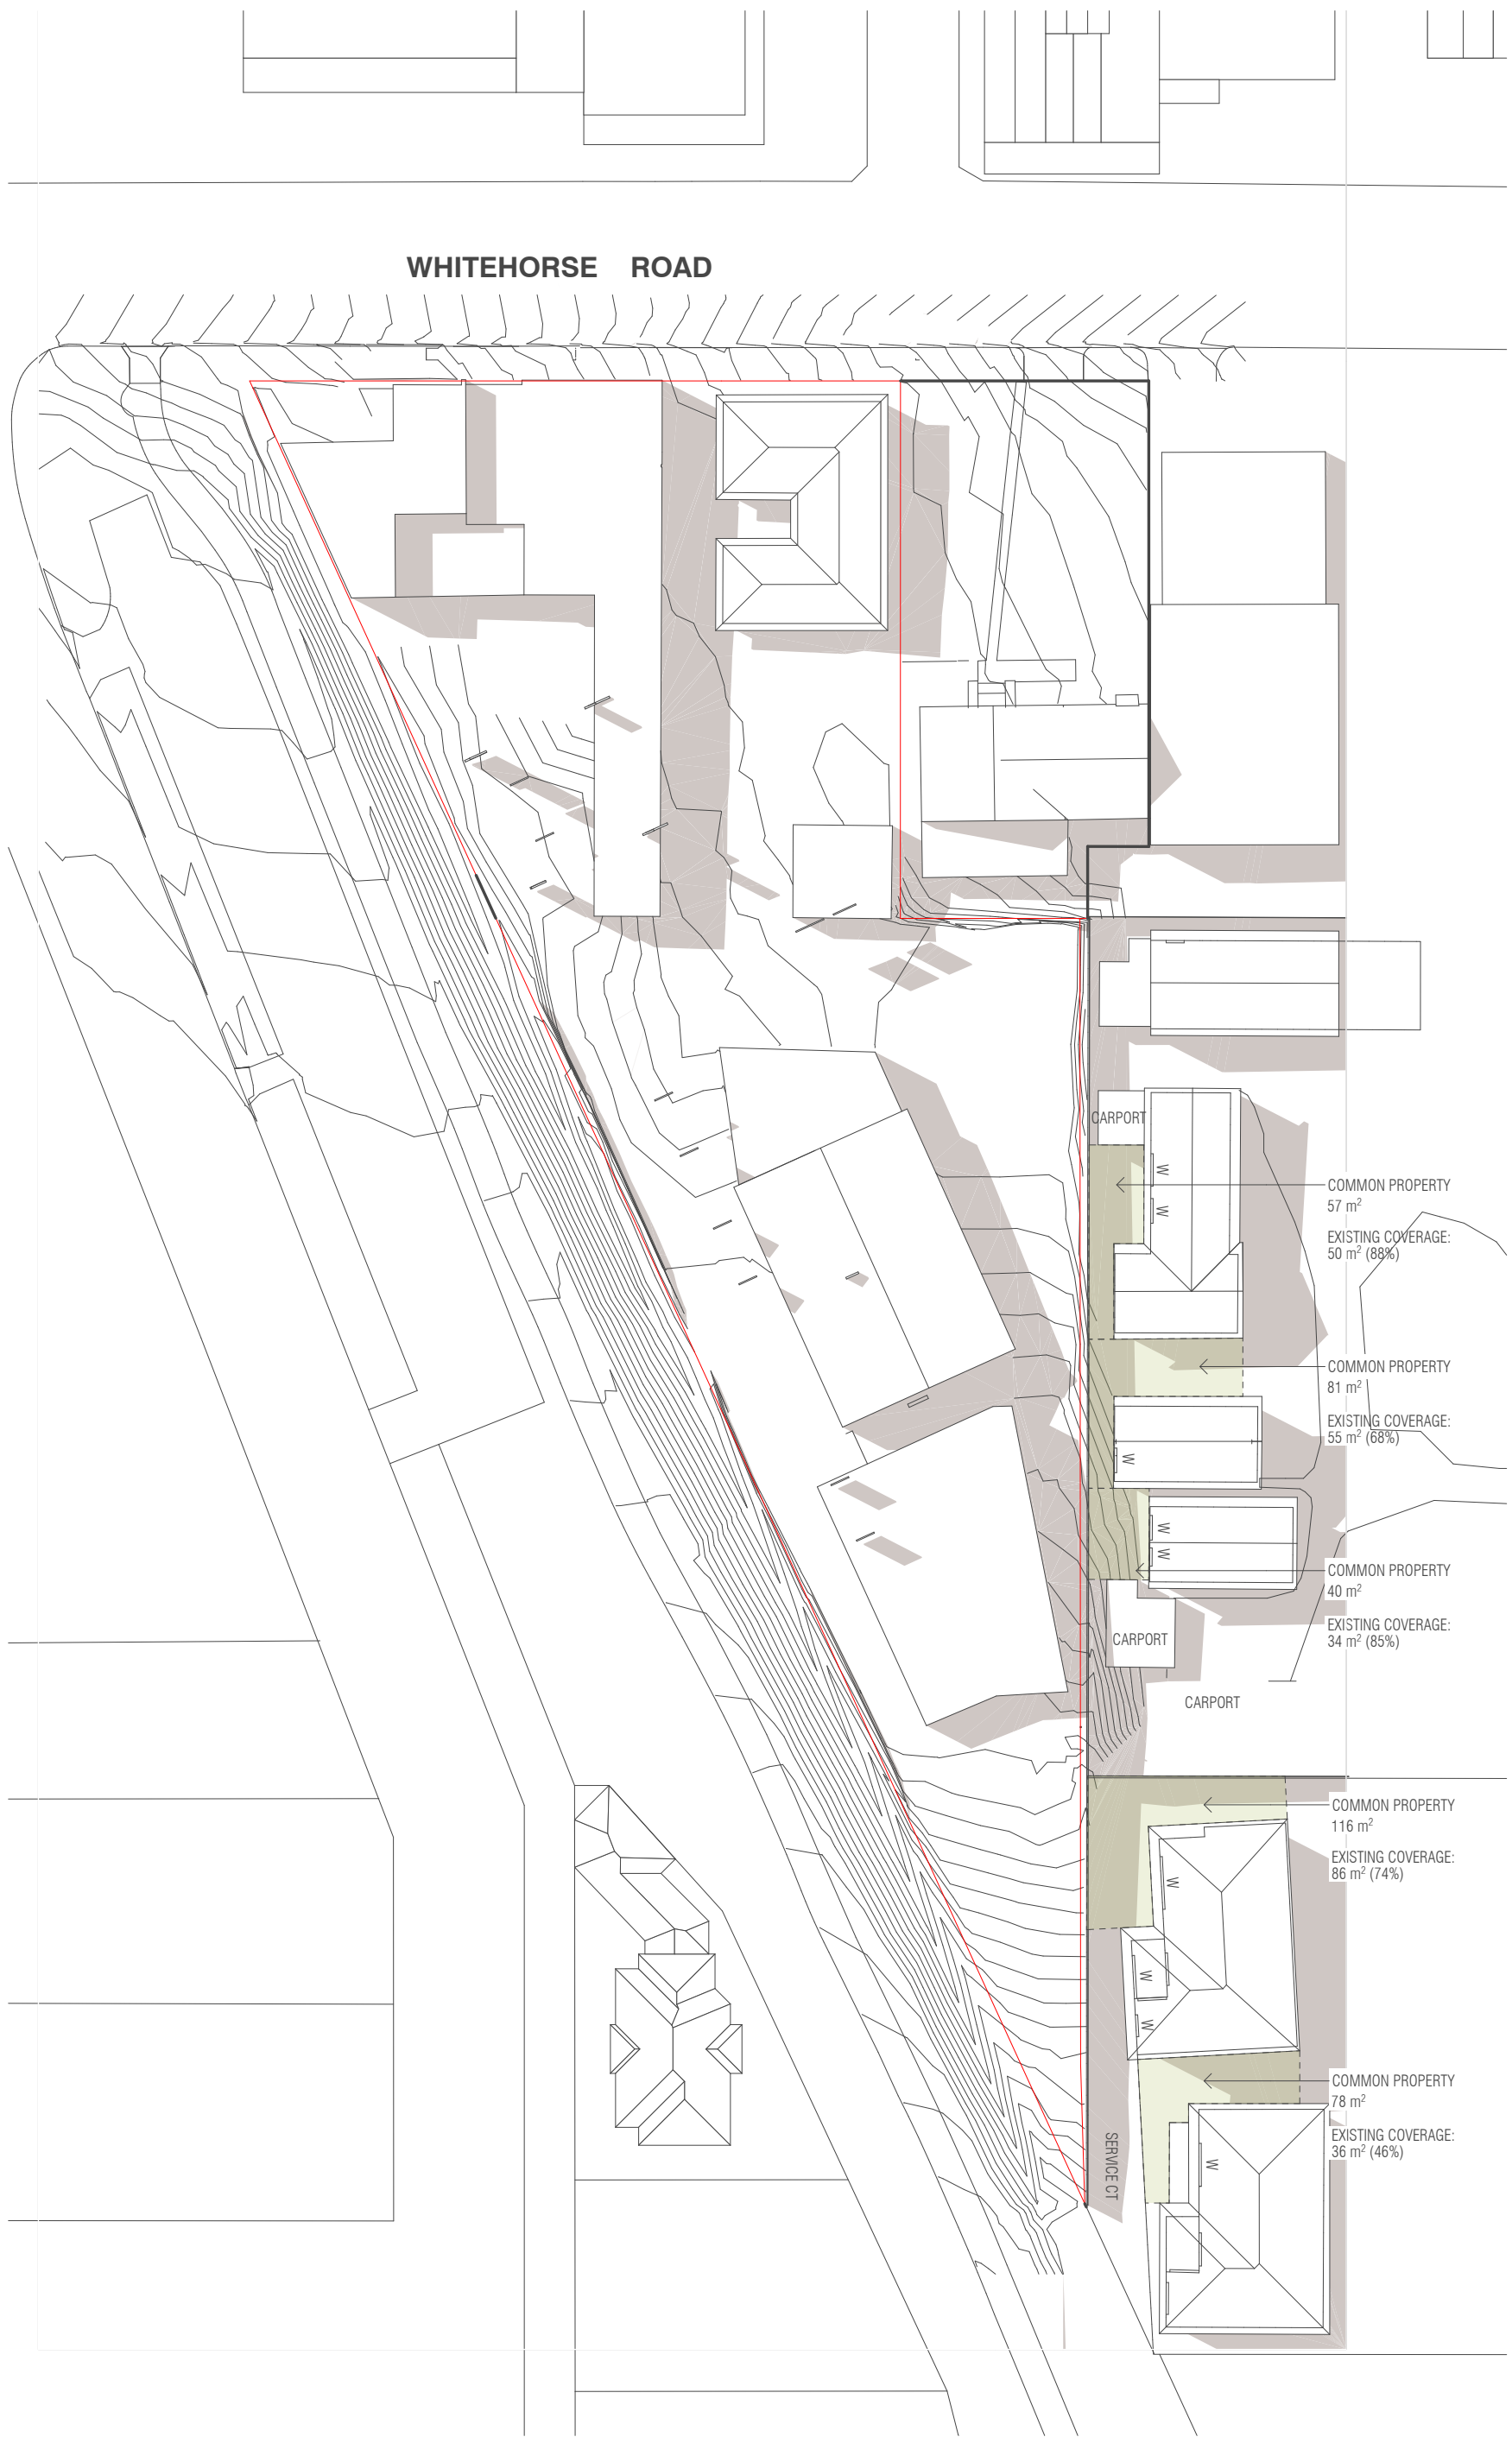 WHITEHORSE ROAD
CARPORT
W
W
COMMON PROPERTY
57 m²
EXISTING COVERAGE:
50 m² (88%)
COMMON PROPERTY
81 m²
EXISTING COVERAGE:
55 m² (68%)
W
W
W
COMMON PROPERTY
40 m²
EXISTING COVERAGE:
34 m² (85%)
CARPORT
CARPORT
COMMON PROPERTY
116 m²
EXISTING COVERAGE:
86 m² (74%)
W
W
W
COMMON PROPERTY
78 m²
EXISTING COVERAGE:
36 m² (46%)
SERVICE CT
W